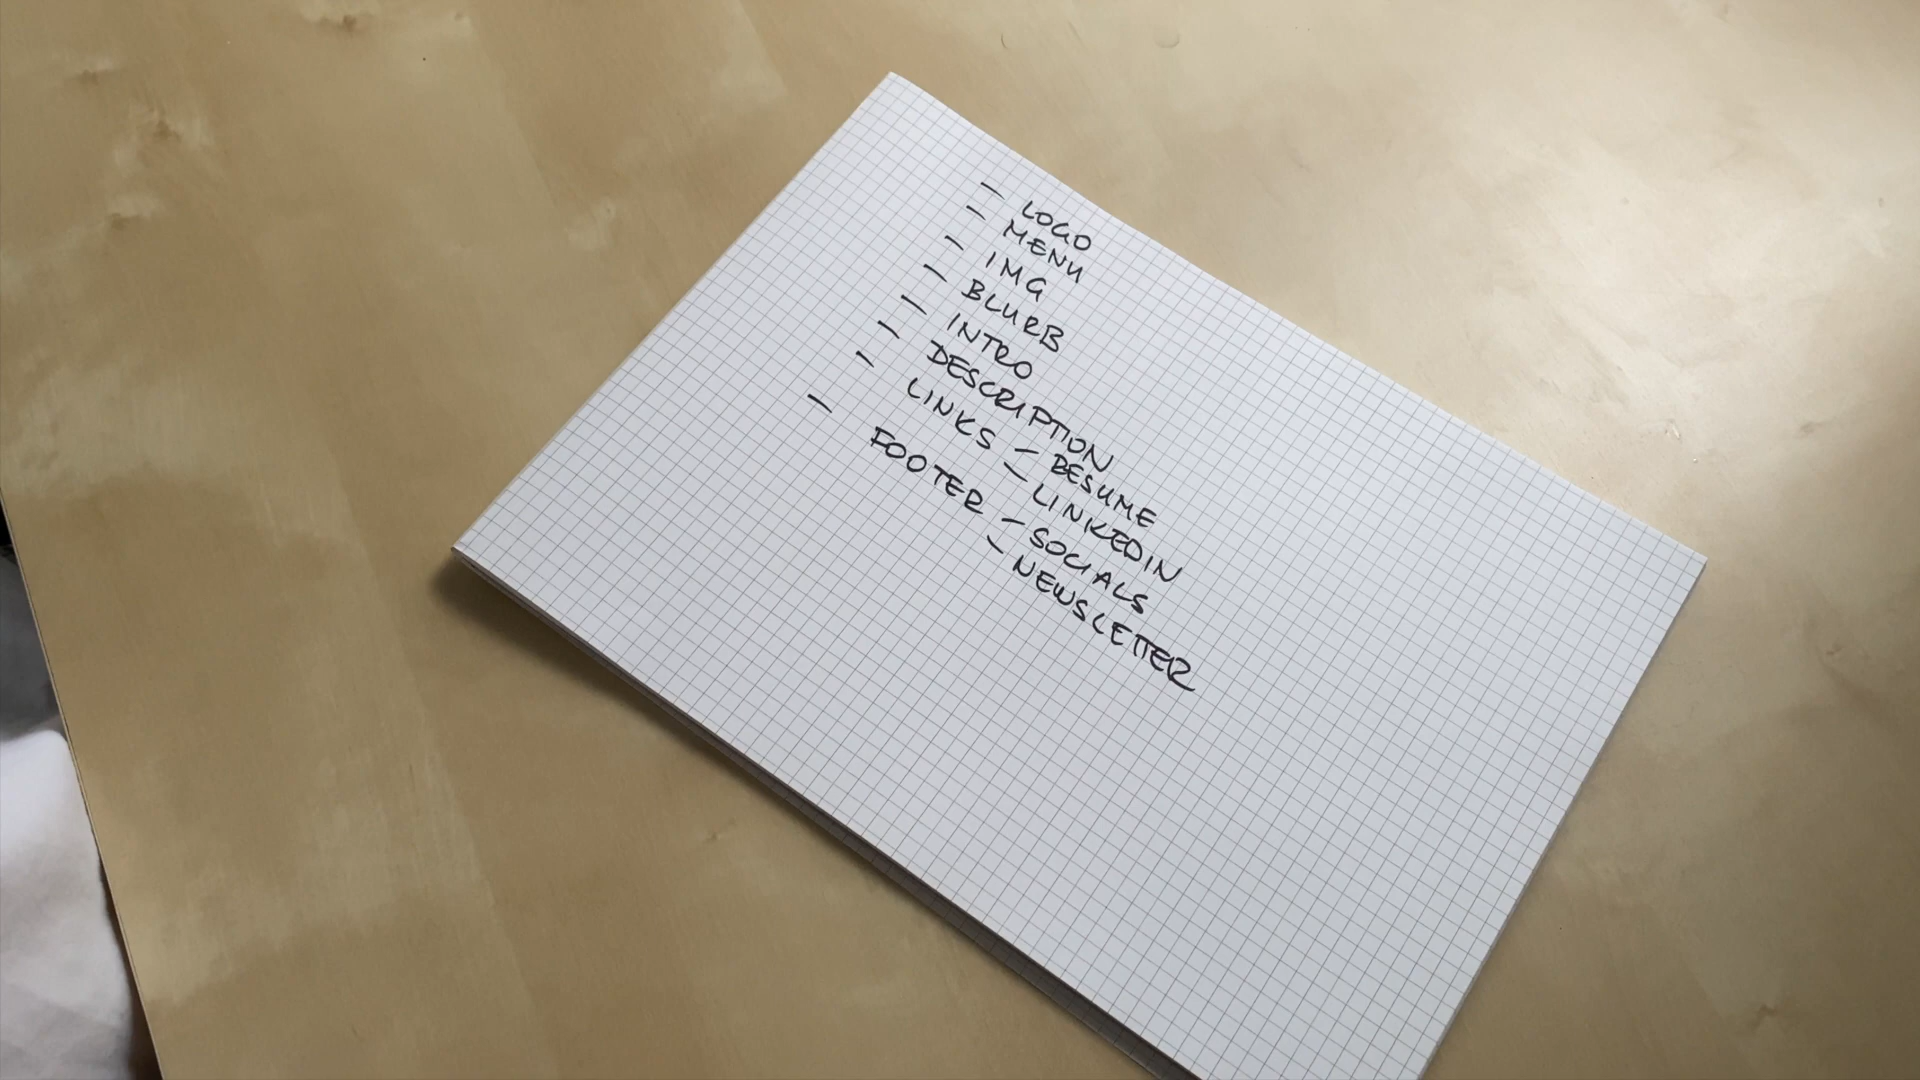 - LOGO
- MENU
- IMG
- BLURB
- INTRO
- DESCRIPTION
- LINKS - RESUME
- LINKEDIN
- FOOTER - SOCIALS
- NEWSLETTER